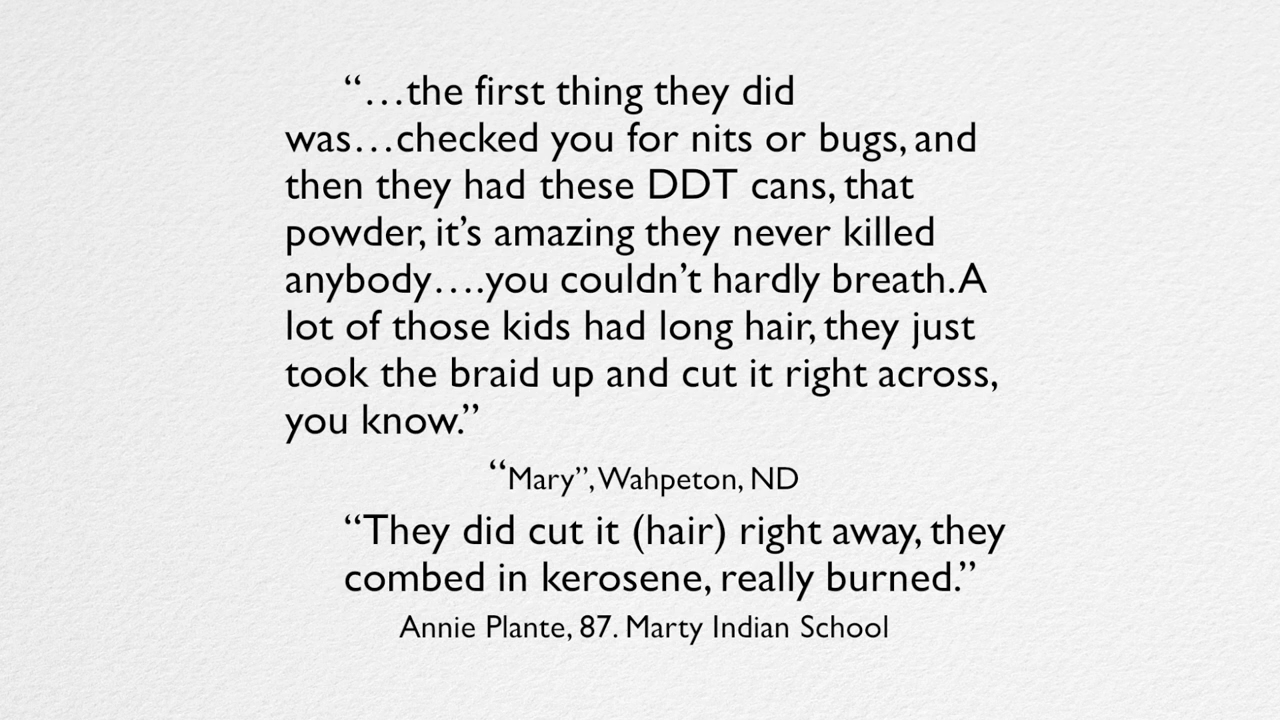 “…the first thing they did
was…checked you for nits or bugs, and
then they had these DDT cans, that
powder, it’s amazing they never killed
anybody….you couldn’t hardly breath. A
lot of those kids had long hair, they just
took the braid up and cut it right across,
you know.”
“Mary”, Wahpeton, ND
“They did cut it (hair) right away, they
combed in kerosene, really burned.”
Annie Plante, 87. Marty Indian School